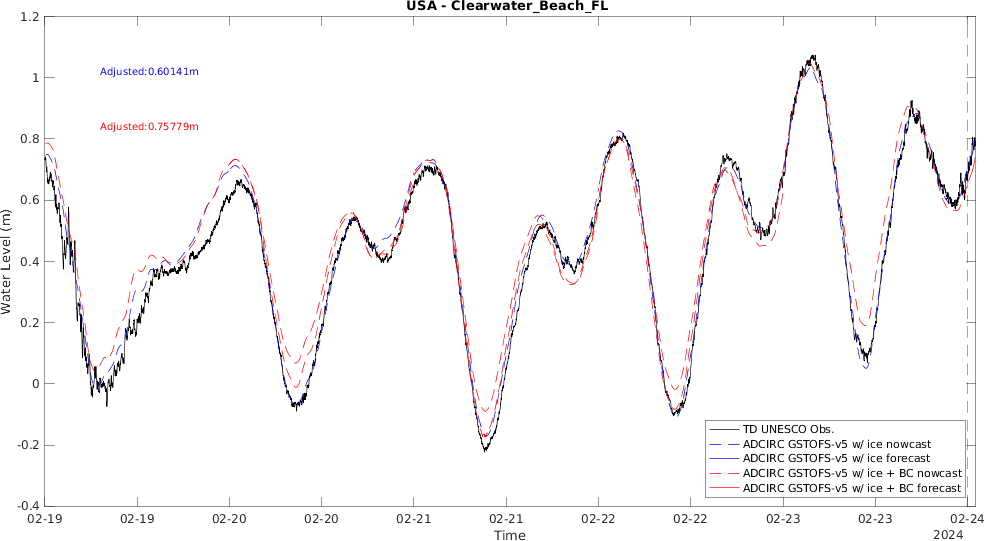 USA - Clearwater_Beach_FL
1.2
1
0.8
0.6
0.4
0.2
0
-0.2
-0.4
Water Level (m)
Adjusted:0.60141m
Adjusted:0.75779m
TD UNESCO Obs.
ADCIRC GSTOFS-v5 w/ ice nowcast
ADCIRC GSTOFS-v5 w/ ice forecast
ADCIRC GSTOFS-v5 w/ ice + BC nowcast
ADCIRC GSTOFS-v5 w/ ice + BC forecast
02-19 02-19 02-20 02-20 02-21 02-21 02-22 02-22 02-23 02-23 02-24
Time
2024